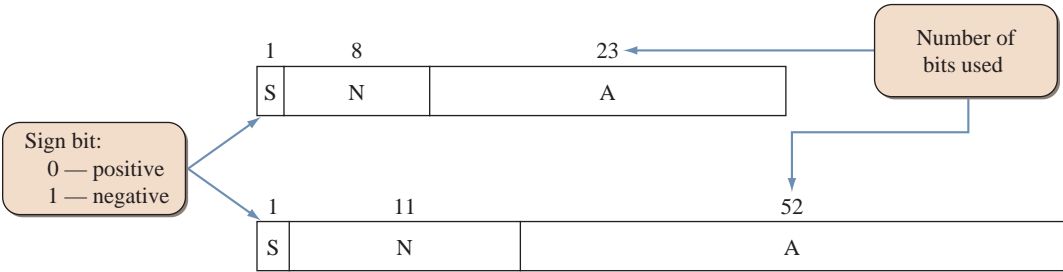 1 8 23
Number of
bits used
S N A
Sign bit:
0 — positive
1 — negative
1 11 52
S N A